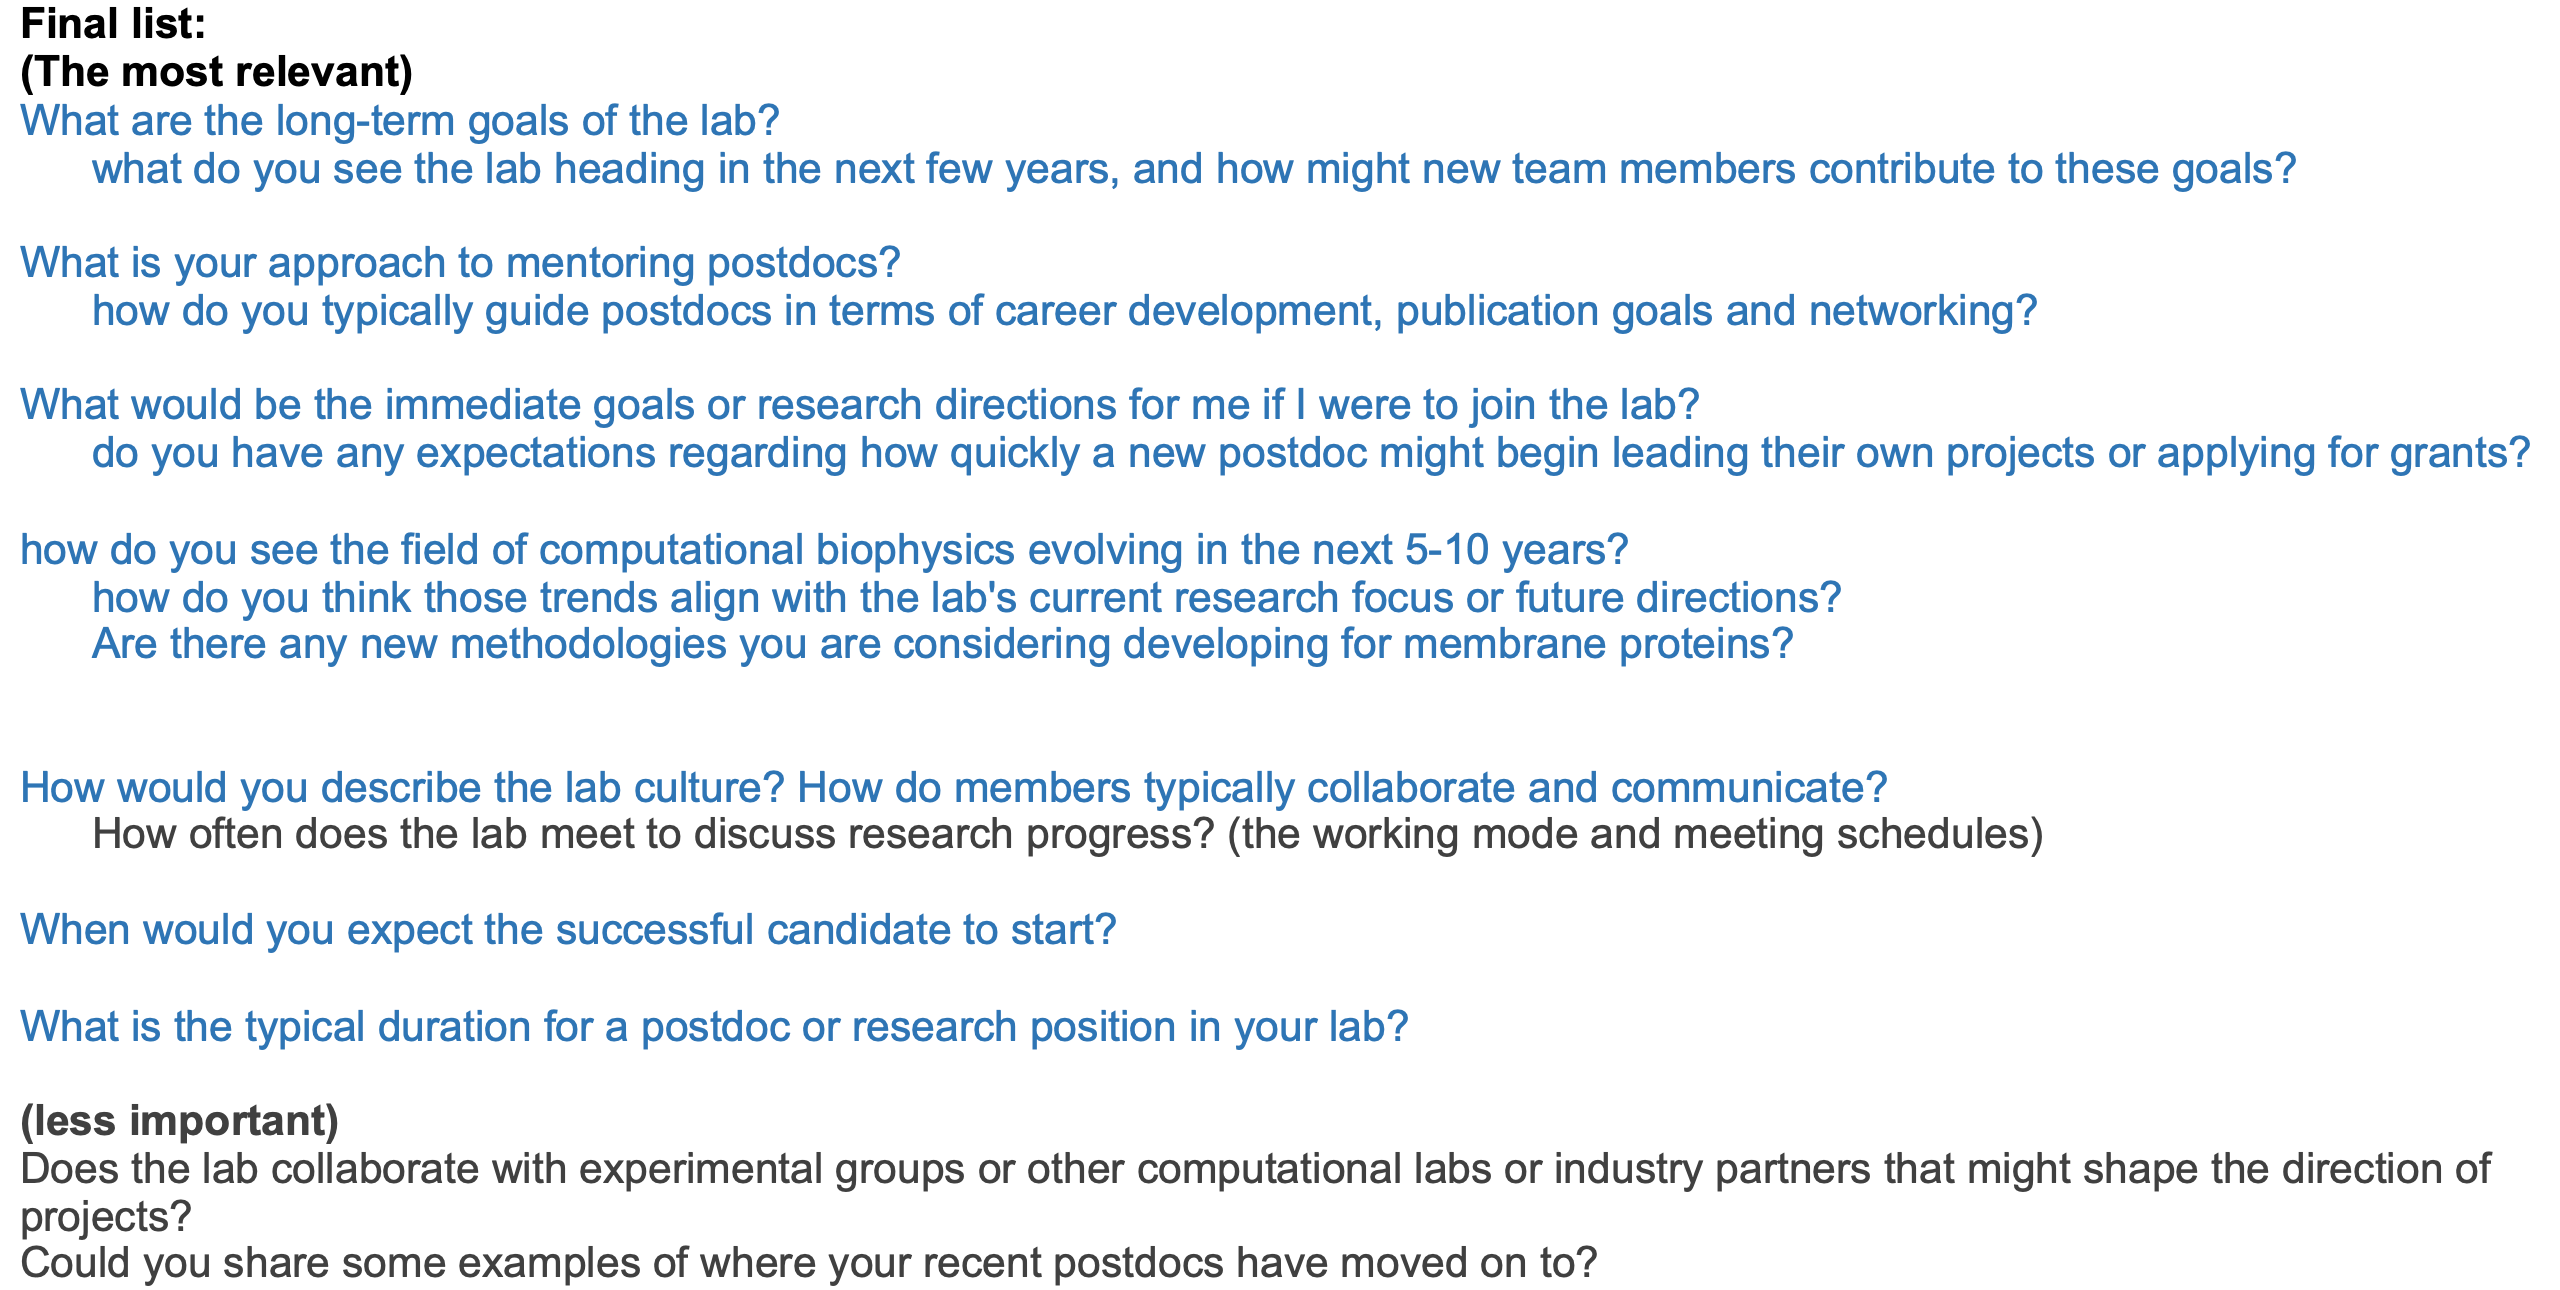 Final list:
(The most relevant)
What are the long-term goals of the lab?
what do you see the lab heading in the next few years, and how might new team members contribute to these goals?
What is your approach to mentoring postdocs?
how do you typically guide postdocs in terms of career development, publication goals and networking?
What would be the immediate goals or research directions for me if I were to join the lab?
do you have any expectations regarding how quickly a new postdoc might begin leading their own projects or applying for grants?
how do you see the field of computational biophysics evolving in the next 5-10 years?
how do you think those trends align with the lab's current research focus or future directions?
Are there any new methodologies you are considering developing for membrane proteins?
How would you describe the lab culture? How do members typically collaborate and communicate?
How often does the lab meet to discuss research progress? (the working mode and meeting schedules)
When would you expect the successful candidate to start?
What is the typical duration for a postdoc or research position in your lab?
(less important)
Does the lab collaborate with experimental groups or other computational labs or industry partners that might shape the direction of
projects?
Could you share some examples of where your recent postdocs have moved on to?